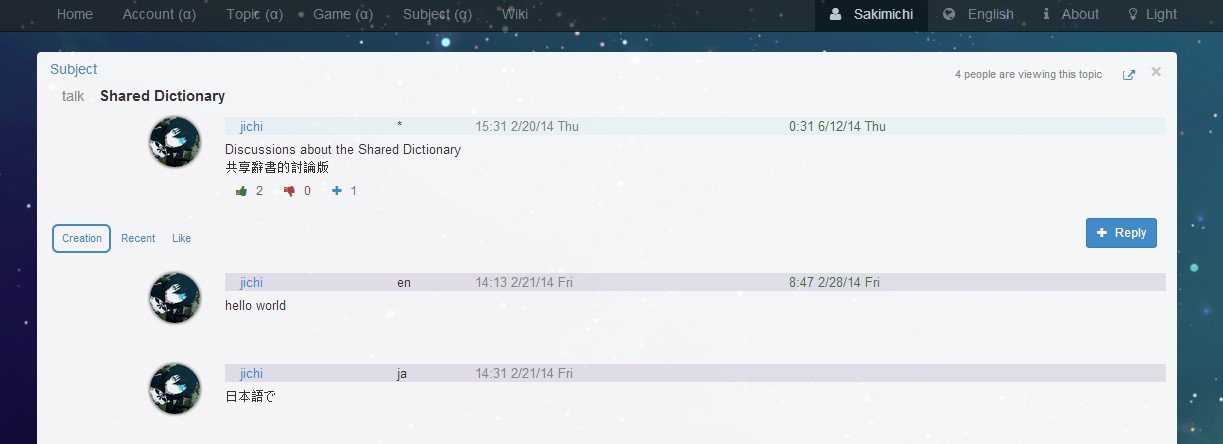 Home Account (α) Topic (α) Game (α) Subject (α) Wiki Sakimichi English About Light
Subject
4 people are viewing this topic
talk Shared Dictionary
jichi * 15:31 2/20/14 Thu 0:31 6/12/14 Thu
Discussions about the Shared Dictionary
共享辭書的討論版
2 0 1
Creation Recent Like
Reply
jichi en 14:13 2/21/14 Fri 8:47 2/28/14 Fri
hello world
jichi ja 14:31 2/21/14 Fri
日本語で